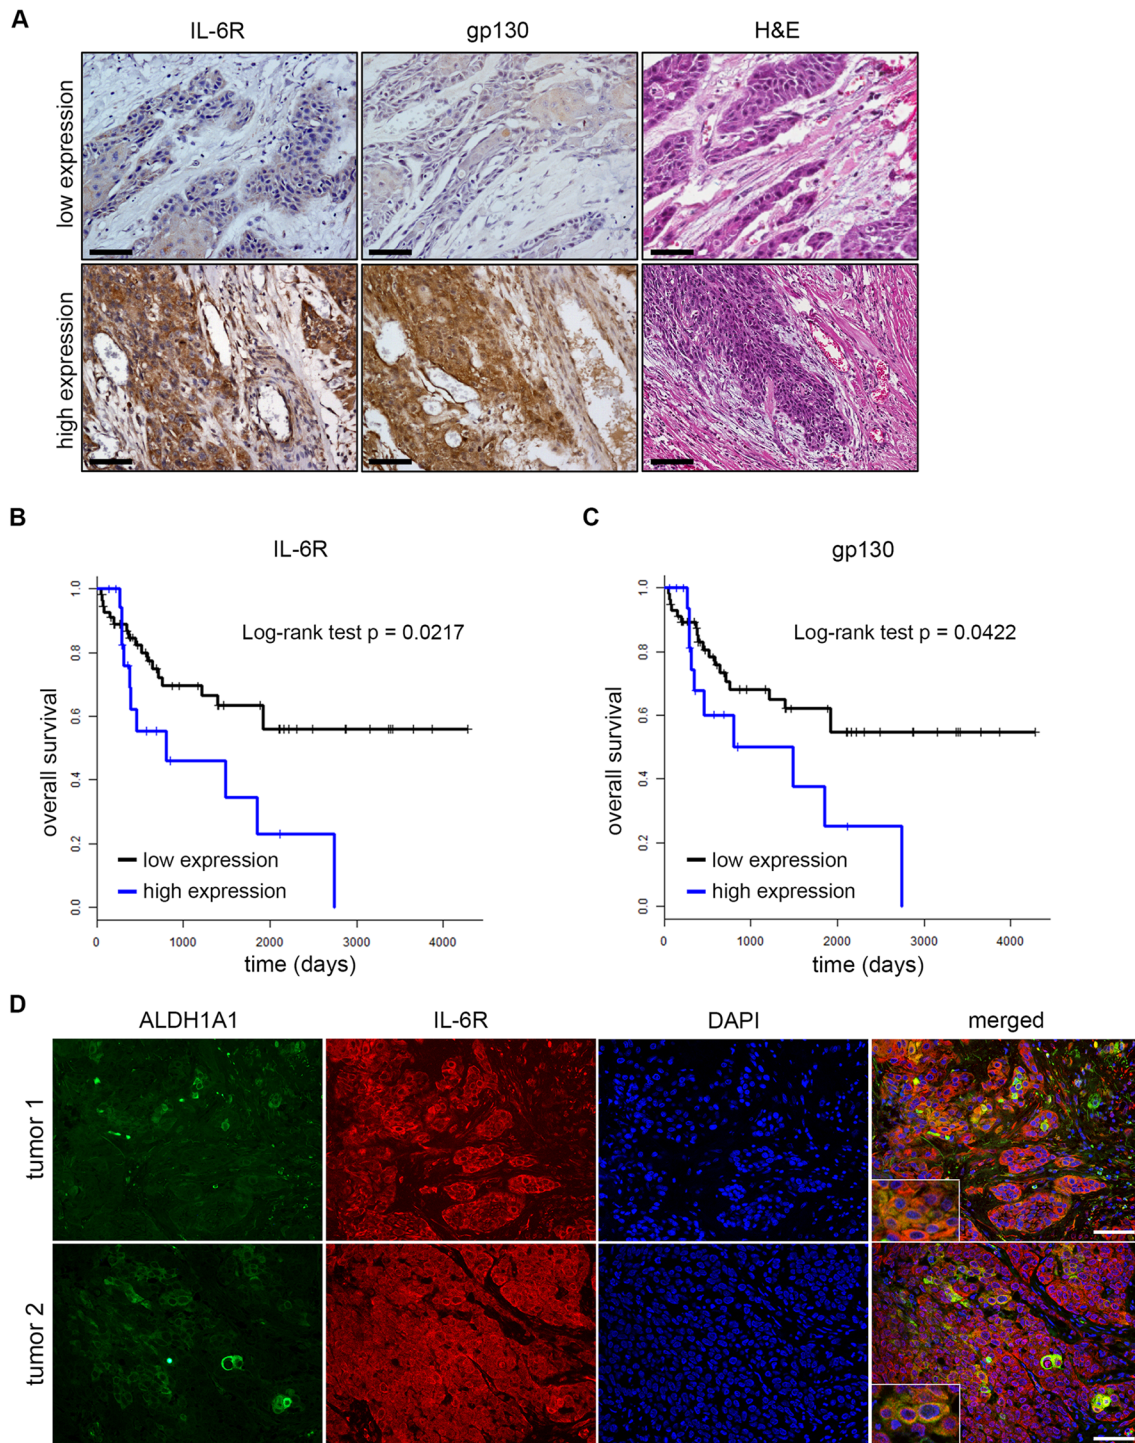 A
IL-6R gp130 H&E
low expression
high expression
B C
IL-6R gp130
1.0 1.0
Log-rank test p = 0.0217 Log-rank test p = 0.0422
0.8 0.8
0.6 0.6
overall survival overall survival
0.4 0.4
0.2 0.2
low expression low expression
high expression high expression
0.0 0.0
0 1000 2000 3000 4000 0 1000 2000 3000 4000
time (days) time (days)
D
ALDH1A1 IL-6R DAPI merged
tumor 1
tumor 2